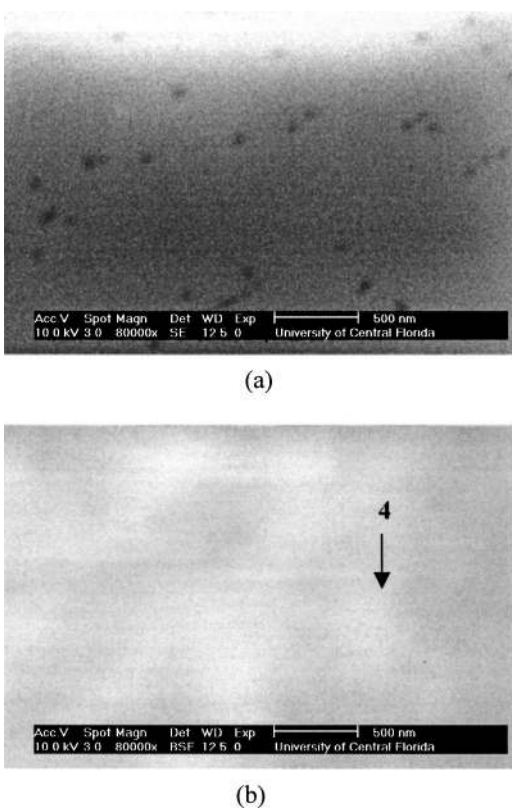 Acc.V Spot Magn Det WD Exp 500 nm
10.0 kV 3.0 80000x SE 12.5 0 University of Central Florida
(a)
4
Acc.V Spot Magn Det WD Exp 500 nm
10.0 kV 3.0 80000x BSE 12.5 0 University of Central Florida
(b)